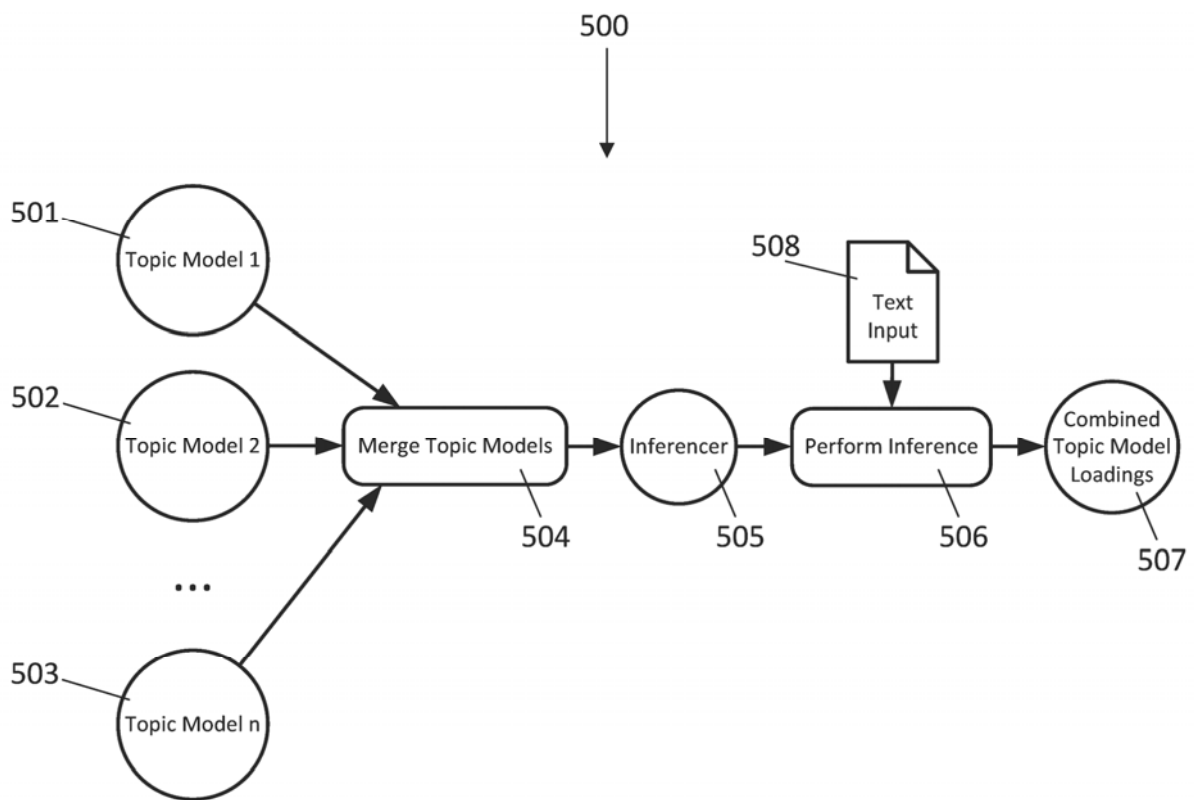 500
501
Topic Model 1
508
Text
Input
502
Topic Model 2
Merge Topic Models
Inferencer
Perform Inference
Combined
Topic Model
Loadings
504
505
506
507
...
503
Topic Model n